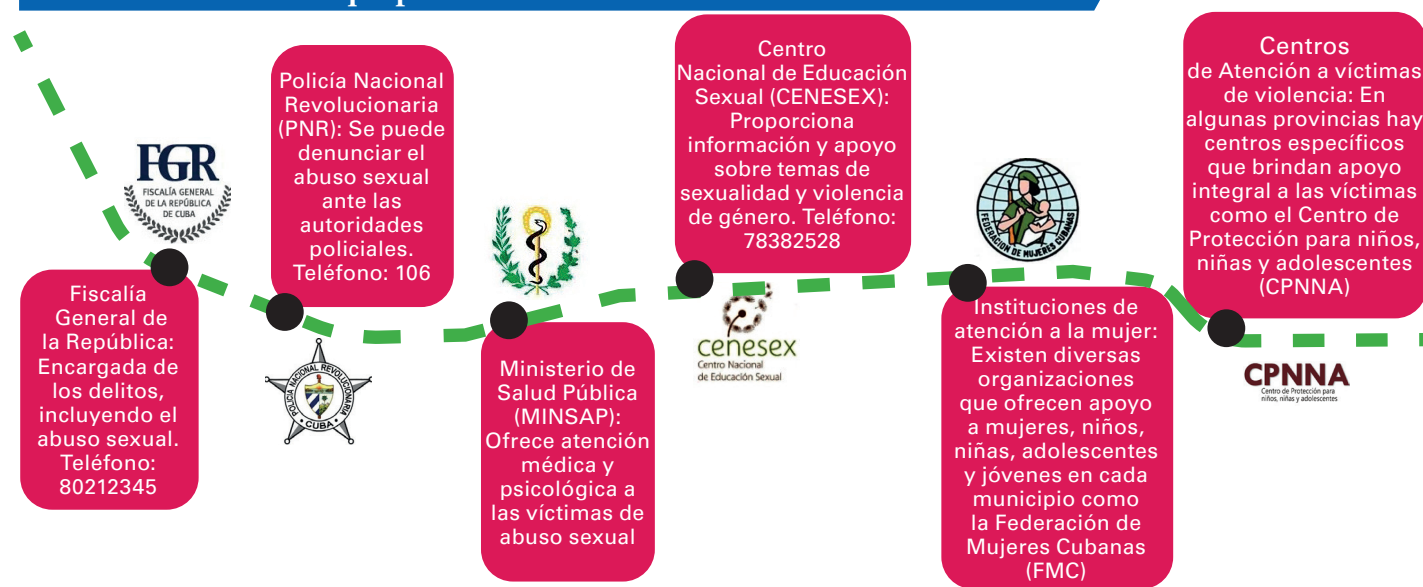 FGR
FISCALÍA GENERAL
DE LA REPÚBLICA
DE CUBA
Fiscalía
General de
la República:
Encargada de
los delitos,
incluyendo el
abuso sexual.
Teléfono:
80212345
Policía Nacional
Revolucionaria
(PNR): Se puede
denunciar el
abuso sexual
ante las
autoridades
policiales.
Teléfono: 106
POLICIA NACIONAL REVOLUCIONARIA
CUBA
Ministerio de
Salud Pública
(MINSAP):
Ofrece atención
médica y
psicológica a
las víctimas de
abuso sexual
Centro
Nacional de Educación
Sexual (CENESEX):
Proporciona
información y apoyo
sobre temas de
sexualidad y violencia
de género. Teléfono:
78382528
cenesex
Centro Nacional
de Educación Sexual
FEDERACION DE MUJERES CUBANAS
Instituciones de
atención a la mujer:
Existen diversas
organizaciones
que ofrecen apoyo
a mujeres, niños,
niñas, adolescentes
y jóvenes en cada
municipio como
la Federación de
Mujeres Cubanas
(FMC)
Centros
de Atención a víctimas
de violencia: En
algunas provincias hay
centros específicos
que brindan apoyo
integral a las víctimas
como el Centro de
Protección para niños,
niñas y adolescentes
(CPNNA)
CPNNA
Centro de Protección para
niños, niñas y adolescentes